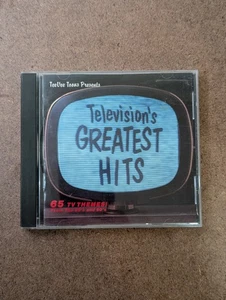 TeeVee Toons Presents
Television's
GREATEST
HITS
65 TV THEMES!